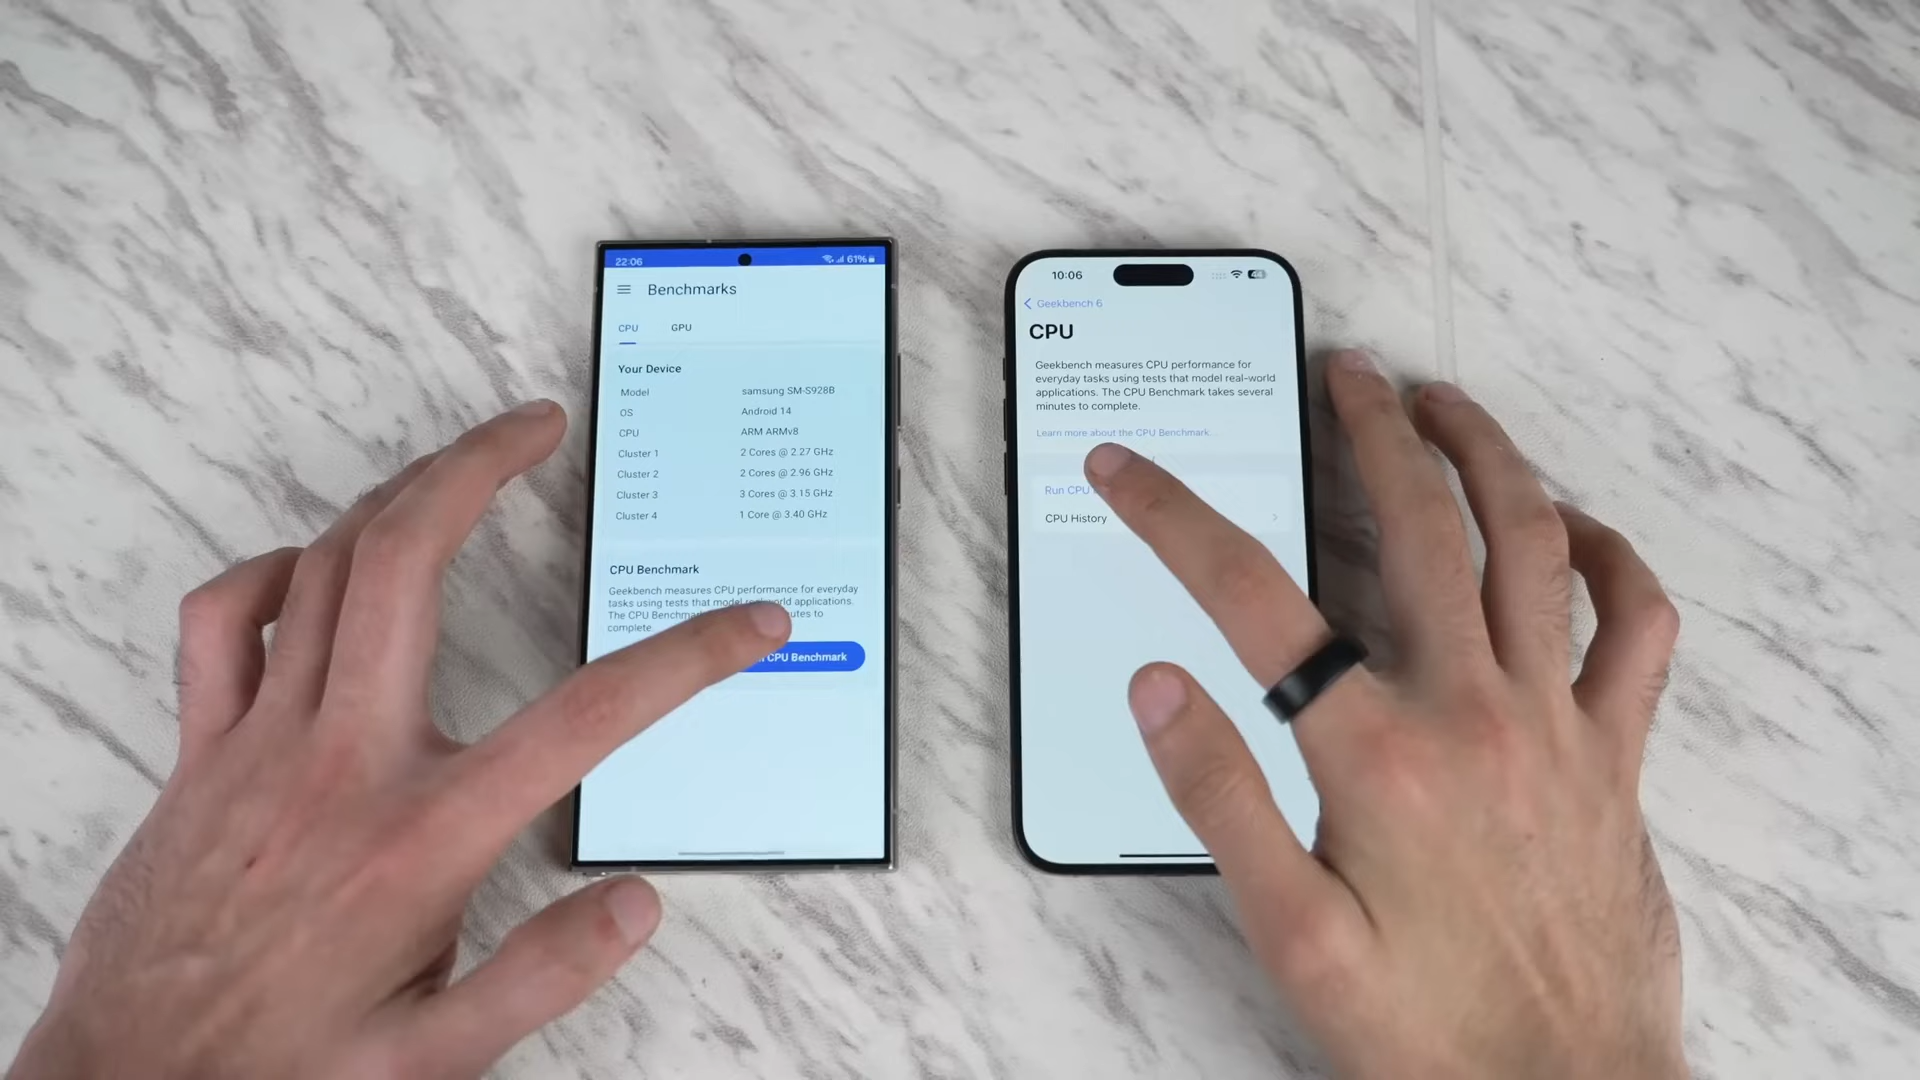 22:06
61%
Benchmarks
CPU GPU
Your Device
Model samsung SM-S928B
OS Android 14
CPU ARM ARMv8
Cluster 1 2 Cores @ 2.27 GHz
Cluster 2 2 Cores @ 2.96 GHz
Cluster 3 3 Cores @ 3.15 GHz
Cluster 4 1 Core @ 3.40 GHz
CPU Benchmark
Geekbench measures CPU performance for everyday
tasks using tests that model real-world applications.
The CPU Benchmark utes to
complete.
CPU Benchmark
10:06
Geekbench 6
CPU
Geekbench measures CPU performance for
everyday tasks using tests that model real-world
applications. The CPU Benchmark takes several
minutes to complete.
Learn more about the CPU Benchmark...
Run CPU
CPU History